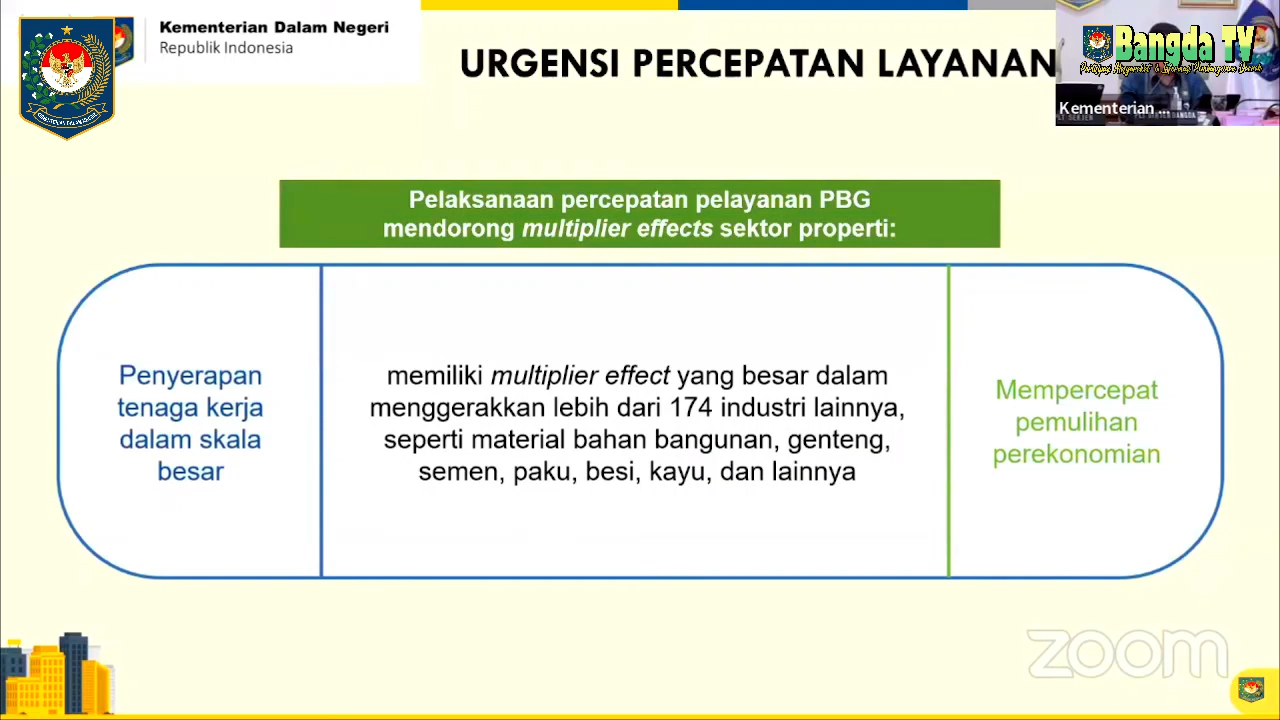 Kementerian Dalam Negeri
Republik Indonesia
URGENSI PERCEPATAN LAYANAN
Bangda TV
Kementerian ...
Pelaksanaan percepatan pelayanan PBG
mendorong multiplier effects sektor properti:
Penyerapan
tenaga kerja
dalam skala
besar
memiliki multiplier effect yang besar dalam
menggerakkan lebih dari 174 industri lainnya,
seperti material bahan bangunan, genteng,
semen, paku, besi, kayu, dan lainnya
Mempercepat
pemulihan
perekonomian
zoom